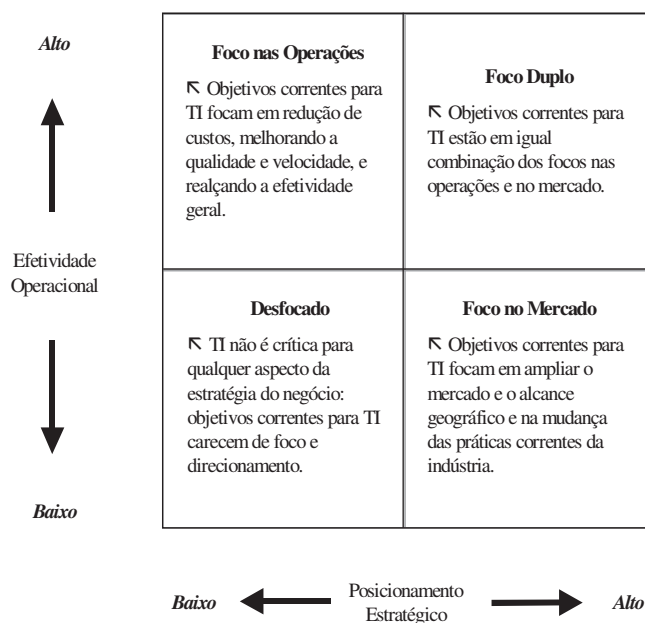 Alto
Foco nas Operações
↖ Objetivos correntes para
TI focam em redução de
custos, melhorando a
qualidade e velocidade, e
realçando a efetividade
geral.
Foco Duplo
↖ Objetivos correntes para
TI estão em igual
combinação dos focos nas
operações e no mercado.
Efetividade
Operacional
Desfocado
↖ TI não é crítica para
qualquer aspecto da
estratégia do negócio:
objetivos correntes para TI
carecem de foco e
direcionamento.
Foco no Mercado
↖ Objetivos correntes para
TI focam em ampliar o
mercado e o alcance
geográfico e na mudança
das práticas correntes da
indústria.
Baixo
Baixo
Posicionamento
Estratégico
Alto